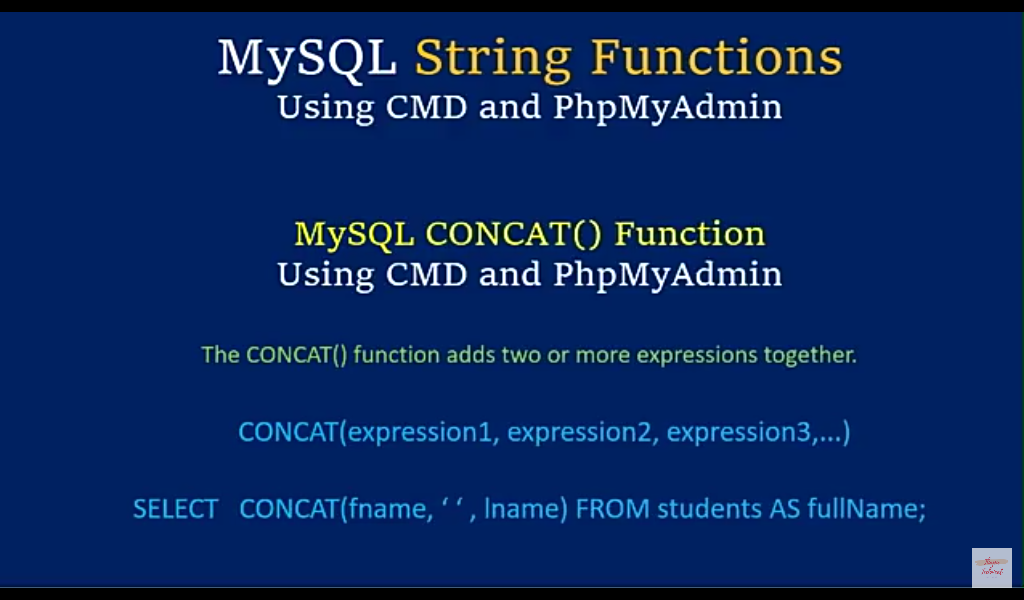 MySQL String Functions
Using CMD and PhpMyAdmin
MySQL CONCAT() Function
Using CMD and PhpMyAdmin
The CONCAT() function adds two or more expressions together.
CONCAT(expression1, expression2, expression3,...)
SELECT CONCAT(fname, ‘ ‘ , lname) FROM students AS fullName;